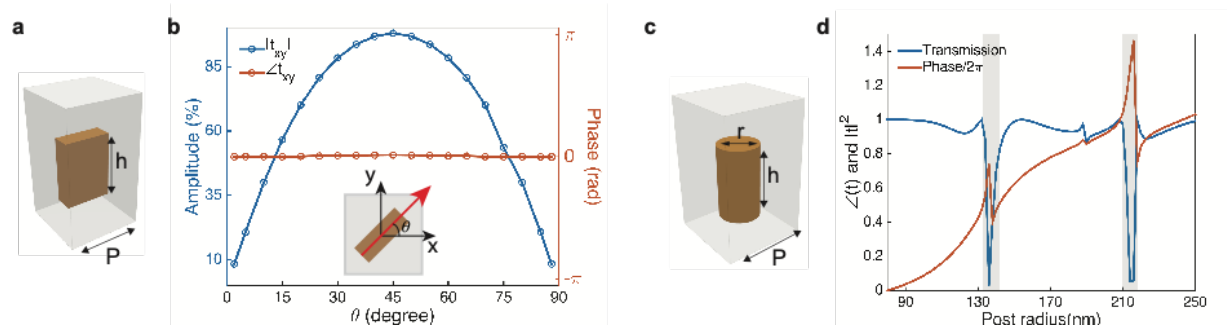 a
h
P
b
|t_xy|
∠t_xy
Amplitude (%)
85
60
35
10
π
0
-π
Phase (rad)
y
x
θ
0 15 30 45 60 75 90
θ (degree)
c
r
h
P
d
Transmission
Phase/2π
∠(t) and |t|²
1.4
1.2
1
0.8
0.6
0.4
0.2
0
90 130 170 210 250
Post radius(nm)